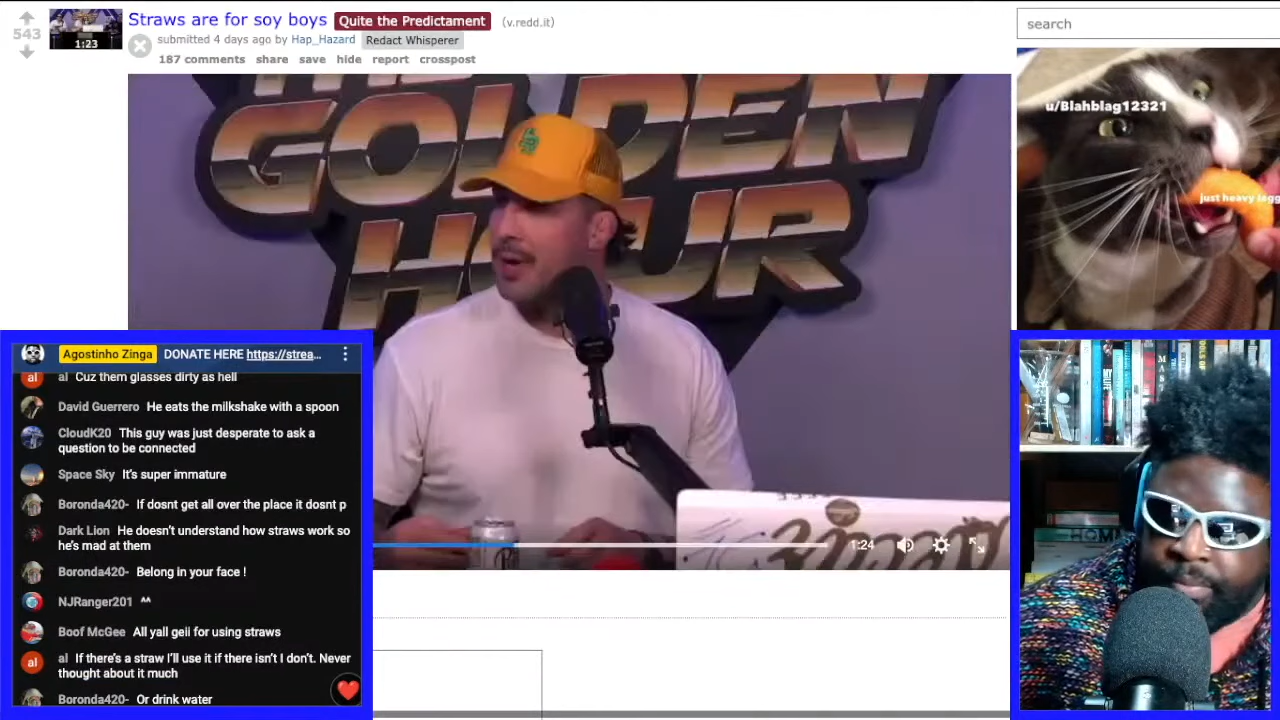 543
1:23
Straws are for soy boys Quite the Predictament (v.redd.it)
submitted 4 days ago by Hap_Hazard Redact Whisperer
187 comments share save hide report crosspost
search
u/Blahblag12321
GOLDEN
HOUR
just heavy
1:24
Agostinho Zinga DONATE HERE https://strea...
al Cuz them glasses dirty as hell
David Guerrero He eats the milkshake with a spoon
CloudK20 This guy was just desperate to ask a
question to be connected
Space Sky It's super immature
Boronda420- If dosnt get all over the place it dosnt p
Dark Lion He doesn't understand how straws work so
he's mad at them
Boronda420- Belong in your face !
NJRanger201 ^^
Boof McGee All yall geii for using straws
al If there's a straw I'll use it if there isn't I don't. Never
thought about it much
Boronda420- Or drink water